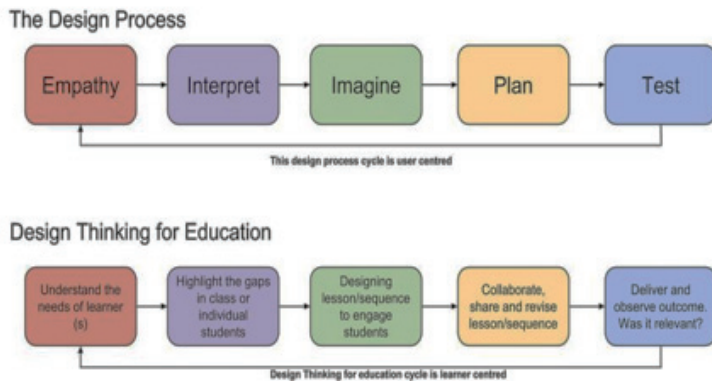 The Design Process
Empathy
Interpret
Imagine
Plan
Test
This design process cycle is user centred
Design Thinking for Education
Understand the
needs of learner
(s)
Highlight the gaps
in class or
individual
students
Designing
lesson/sequence
to engage
students
Collaborate,
share and revise
lesson/sequence
Deliver and
observe outcome.
Was it relevant?
Design Thinking for education cycle is learner centred